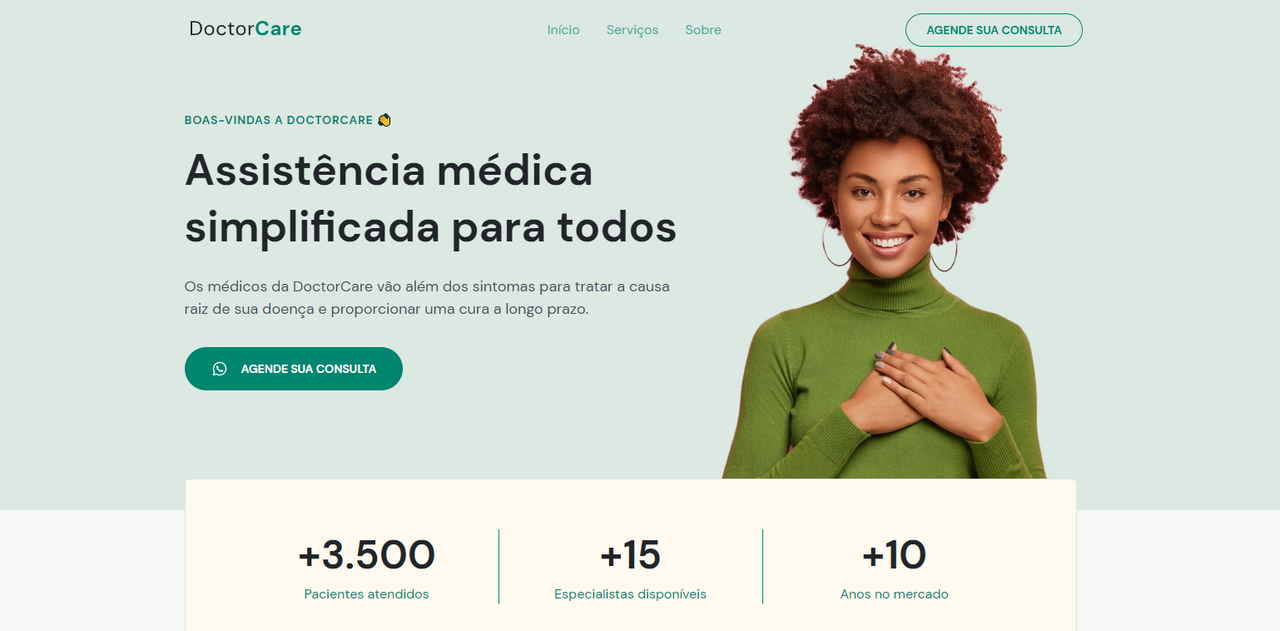 DoctorCare
Início Serviços Sobre
AGENDE SUA CONSULTA
BOAS-VINDAS A DOCTORCARE 👋
Assistência médica
simplificada para todos
Os médicos da DoctorCare vão além dos sintomas para tratar a causa
raiz de sua doença e proporcionar uma cura a longo prazo.
AGENDE SUA CONSULTA
+3.500
Pacientes atendidos
+15
Especialistas disponíveis
+10
Anos no mercado